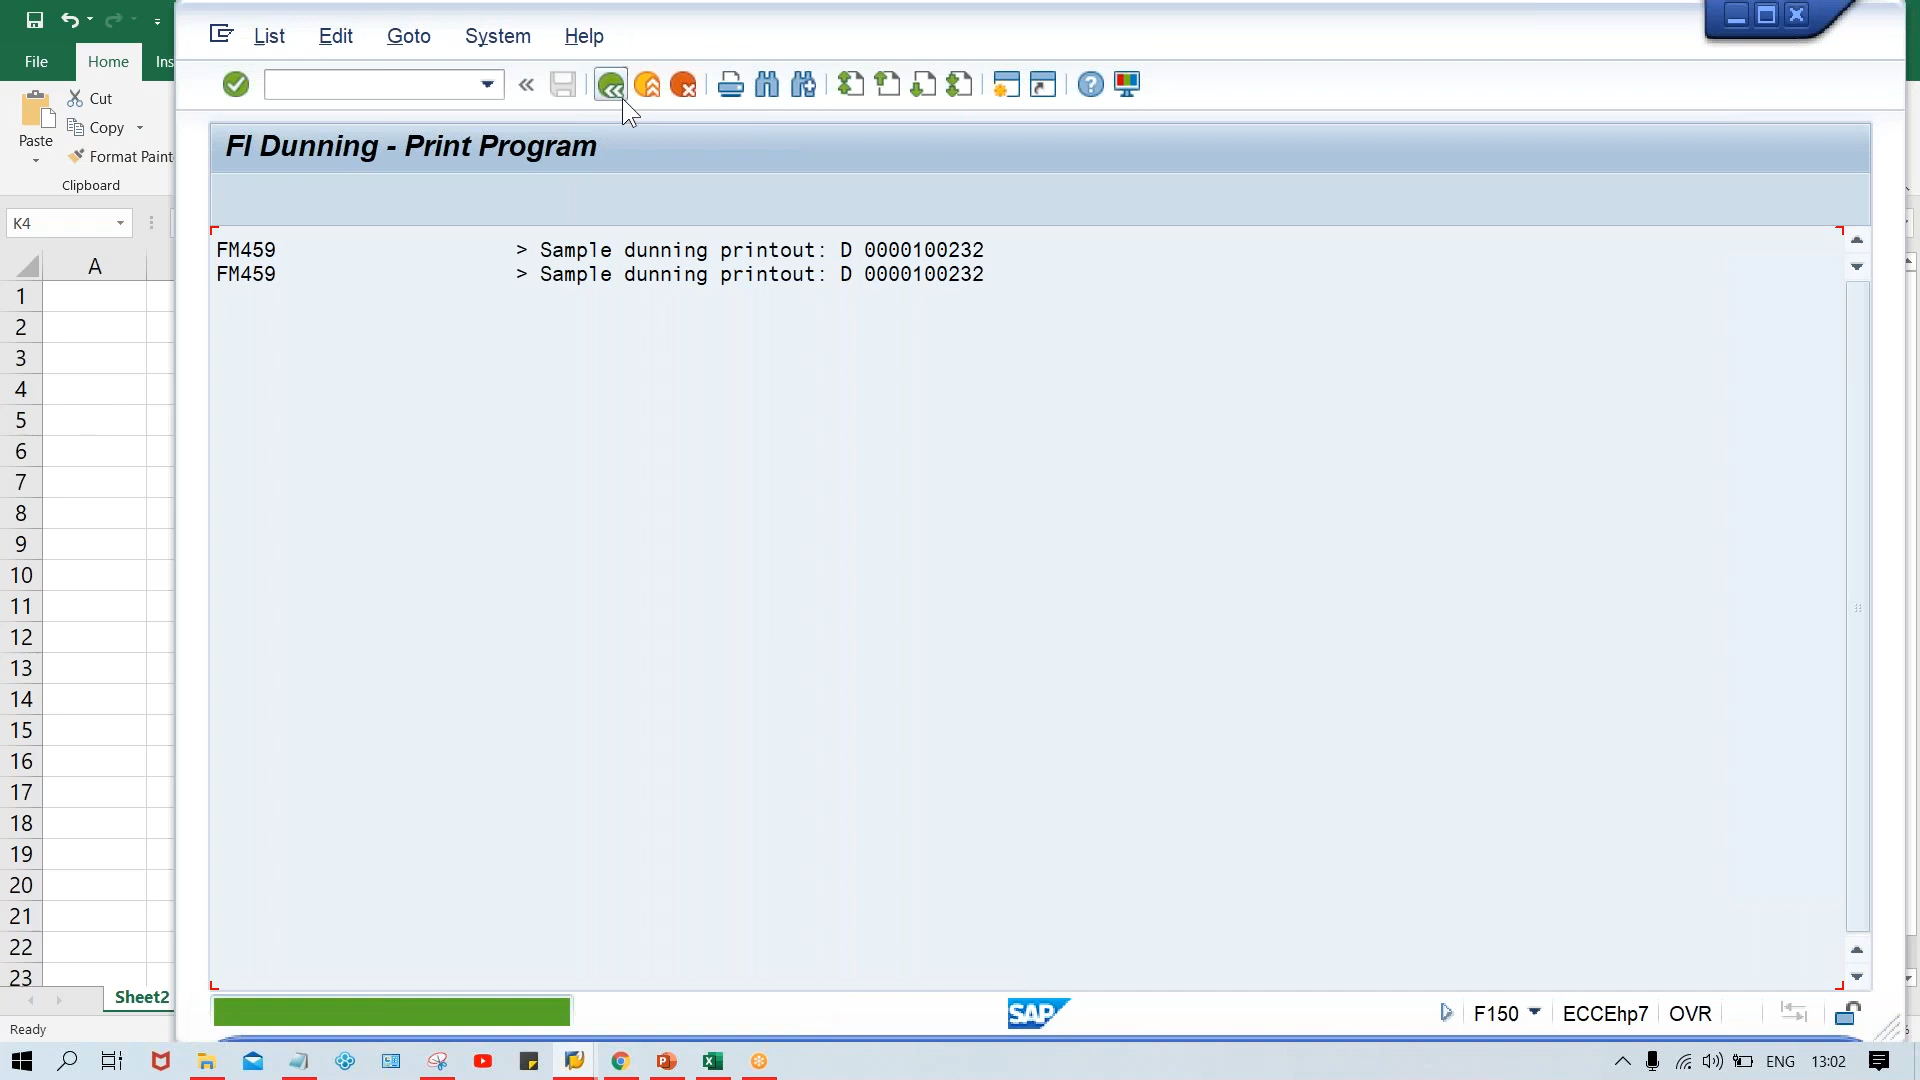 List Edit Goto System Help
File Home Ins
Cut
Copy
Paste
Format Paint
Clipboard
FI Dunning - Print Program
K4
FM459 > Sample dunning printout: D 0000100232
FM459 > Sample dunning printout: D 0000100232
A
1
2
3
4
5
6
7
8
9
10
11
12
13
14
15
16
17
18
19
20
21
22
23
Sheet2
SAP
F150 ECCEhp7 OVR
Ready
ENG 13:02